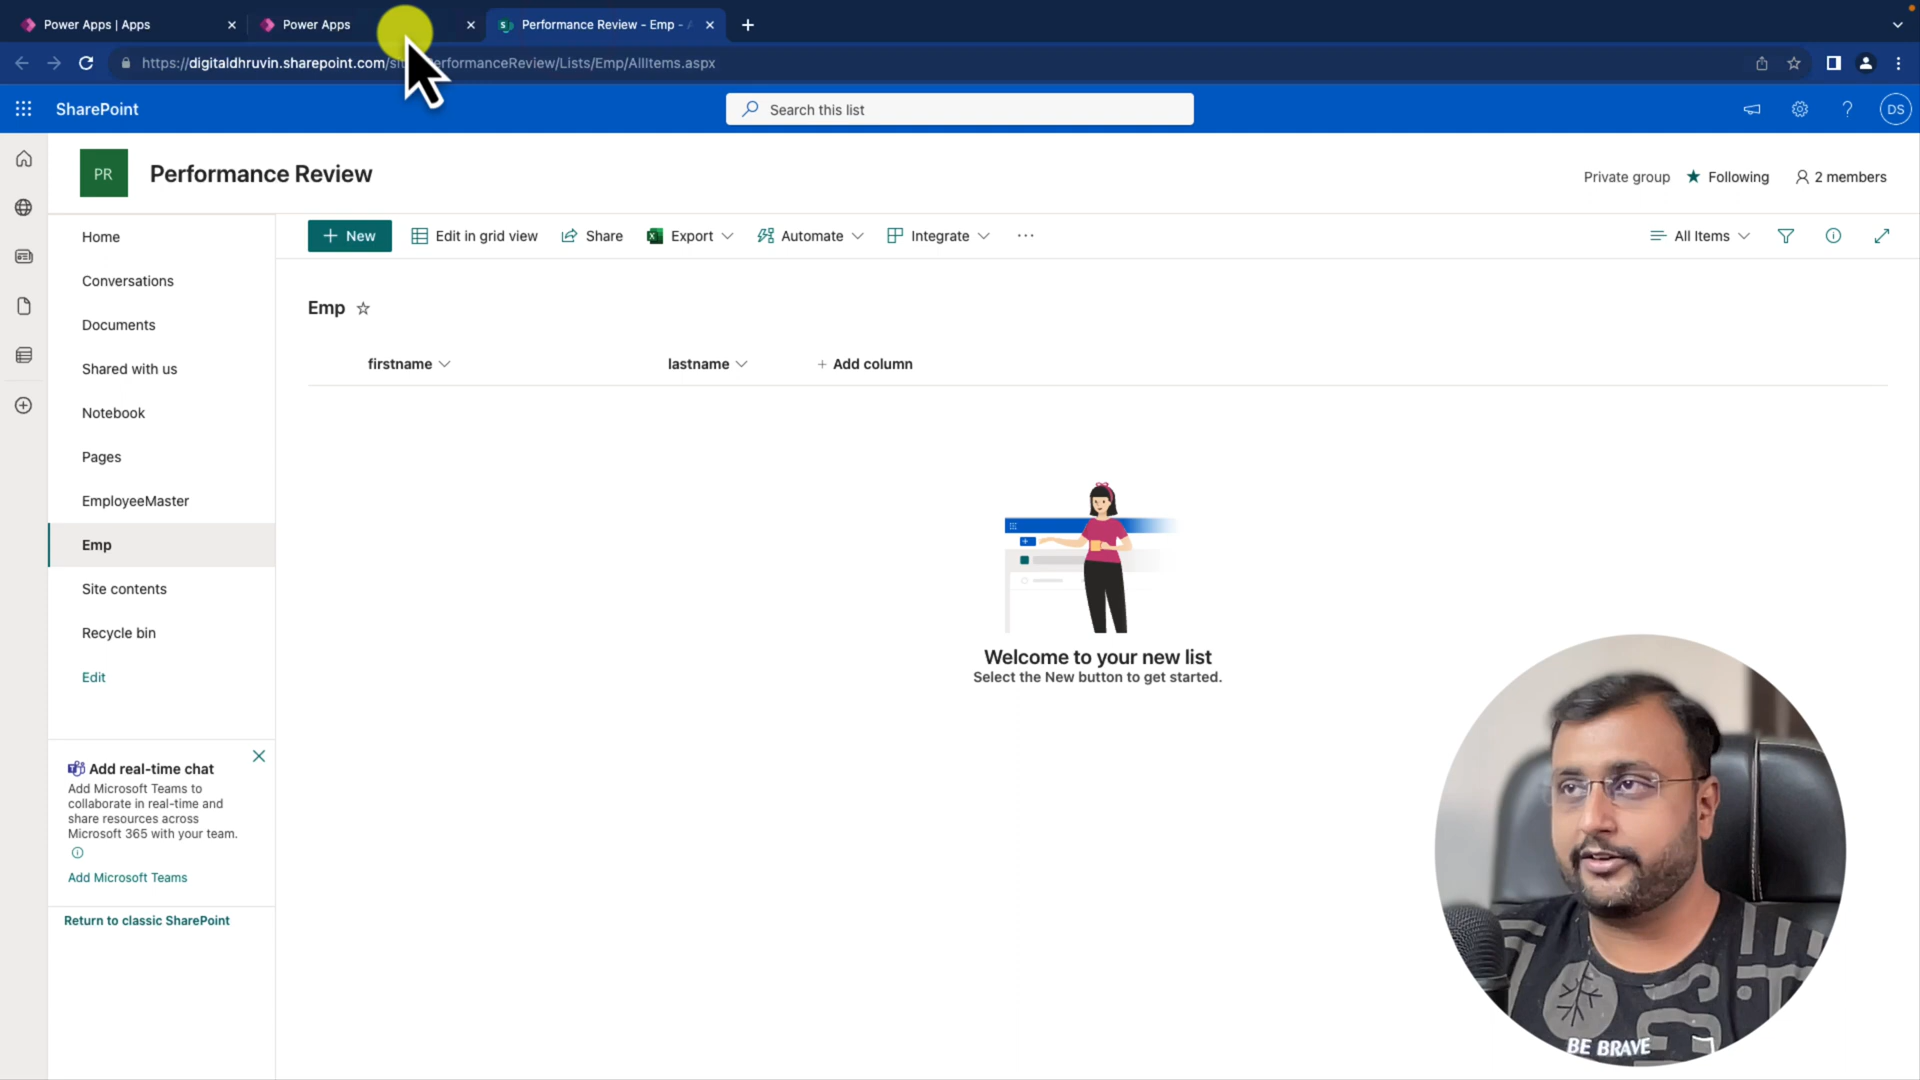 Power Apps | Apps
Power Apps
Performance Review - Emp -
https://digitaldhruvin.sharepoint.com/
erformanceReview/Lists/Emp/AllItems.aspx
SharePoint
Search this list
DS
PR
Performance Review
Private group
Following
2 members
Home
Conversations
Documents
Shared with us
Notebook
Pages
EmployeeMaster
Emp
Site contents
Recycle bin
Edit
+ New
Edit in grid view
Share
Export
Automate
Integrate
...
All Items
Emp
firstname
lastname
+ Add column
Welcome to your new list
Select the New button to get started.
Add real-time chat
Add Microsoft Teams to
collaborate in real-time and
share resources across
Microsoft 365 with your team.
Add Microsoft Teams
Return to classic SharePoint
BE BRAVE